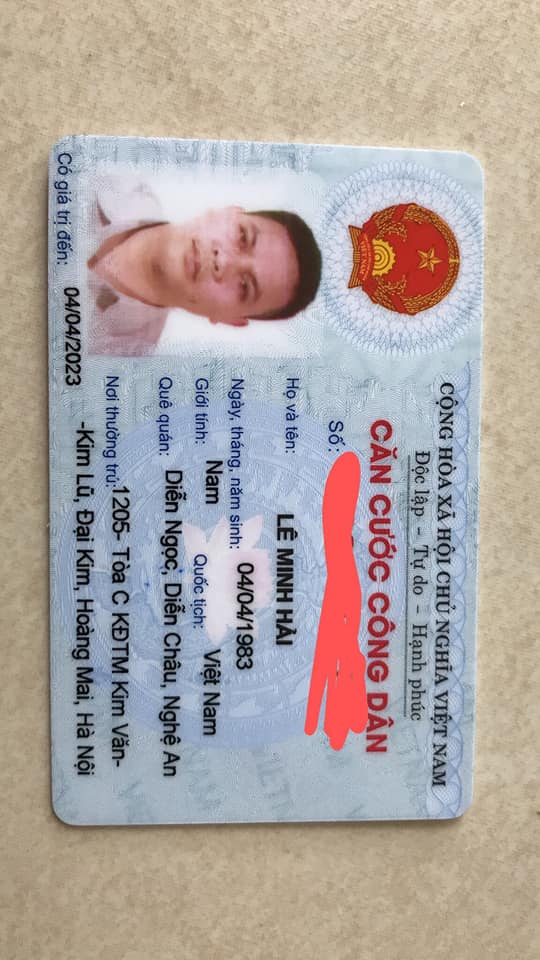 CỘNG HÒA XÃ HỘI CHỦ NGHĨA VIỆT NAM
Độc lập – Tự do – Hạnh phúc
CĂN CƯỚC CÔNG DÂN
Số:
Họ và tên: LÊ MINH HẢI
Ngày, tháng, năm sinh: 04/04/1983
Giới tính: Nam Quốc tịch: Việt Nam
Quê quán: Diễn Ngọc, Diễn Châu, Nghệ An
Nơi thường trú: 1205- Tòa C KĐTM Kim Văn-
-Kim Lũ, Đại Kim, Hoàng Mai, Hà Nội
Có giá trị đến: 04/04/2023